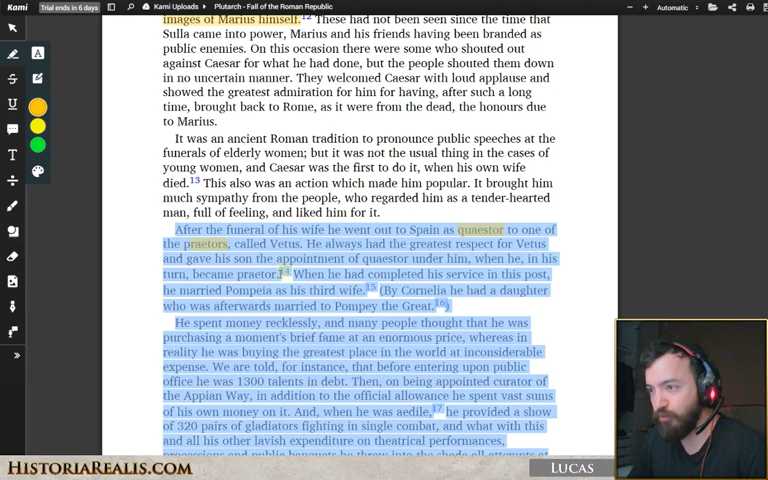 Kami
Trial ends in 6 days
Kami Uploads > Plutarch - Fall of the Roman Republic
Automatic
images of Marius himself.12 These had not been seen since the time that
Sulla came into power, Marius and his friends having been branded as
public enemies. On this occasion there were some who shouted out
against Caesar for what he had done, but the people shouted them down
in no uncertain manner. They welcomed Caesar with loud applause and
showed the greatest admiration for him for having, after such a long
time, brought back to Rome, as it were from the dead, the honours due
to Marius.
It was an ancient Roman tradition to pronounce public speeches at the
funerals of elderly women; but it was not the usual thing in the cases of
young women, and Caesar was the first to do it, when his own wife
died.13 This also was an action which made him popular. It brought him
much sympathy from the people, who regarded him as a tender-hearted
man, full of feeling, and liked him for it.
After the funeral of his wife he went out to Spain as quaestor to one of
the praetors, called Vetus. He always had the greatest respect for Vetus
and gave his son the appointment of quaestor under him, when he, in his
turn, became praetor.14 When he had completed his service in this post,
he married Pompeia as his third wife.15 (By Cornelia he had a daughter
who was afterwards married to Pompey the Great.16)
He spent money recklessly, and many people thought that he was
purchasing a moment's brief fame at an enormous price, whereas in
reality he was buying the greatest place in the world at inconsiderable
expense. We are told, for instance, that before entering upon public
office he was 1300 talents in debt. Then, on being appointed curator of
the Appian Way, in addition to the official allowance he spent vast sums
of his own money on it. And, when he was aedile,17 he provided a show
of 320 pairs of gladiators fighting in single combat, and what with this
and all his other lavish expenditure on theatrical performances,
processions and public banquets he threw into the shade all attempts at
HISTORIAREALIS.COM
LUCAS